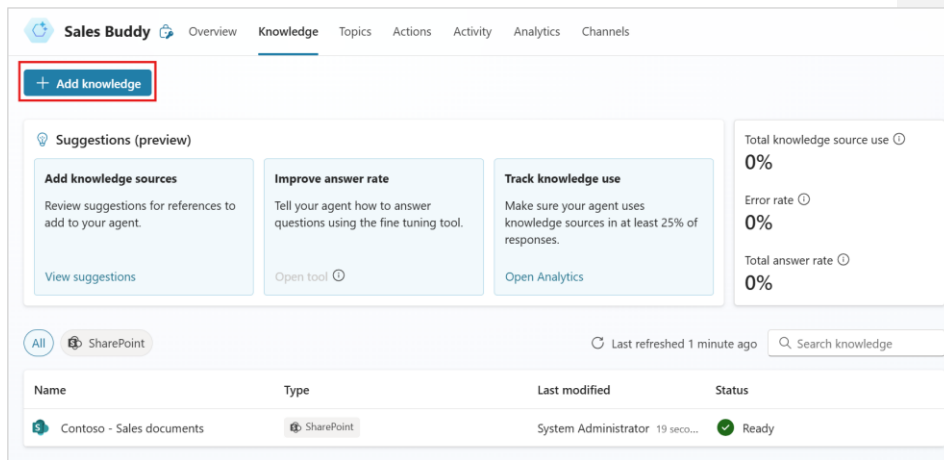 Sales Buddy Overview Knowledge Topics Actions Activity Analytics Channels
+ Add knowledge
Suggestions (preview)
Add knowledge sources
Review suggestions for references to
add to your agent.
View suggestions
Improve answer rate
Tell your agent how to answer
questions using the fine tuning tool.
Open tool
Track knowledge use
Make sure your agent uses
knowledge sources in at least 25% of
responses.
Open Analytics
Total knowledge source use
0%
Error rate
0%
Total answer rate
0%
All SharePoint Last refreshed 1 minute ago Search knowledge
Name Type Last modified Status
Contoso - Sales documents SharePoint System Administrator 19 seco... Ready